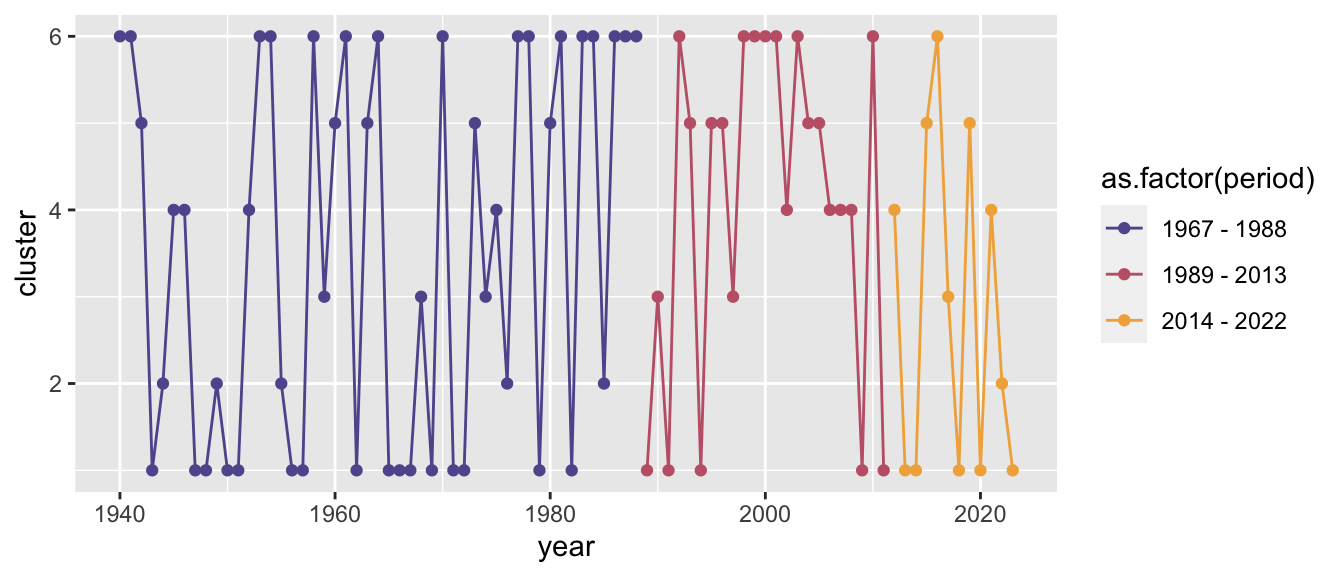 6
4
2
cluster
1940 1960 1980 2000 2020
year
as.factor(period)
1967 - 1988
1989 - 2013
2014 - 2022